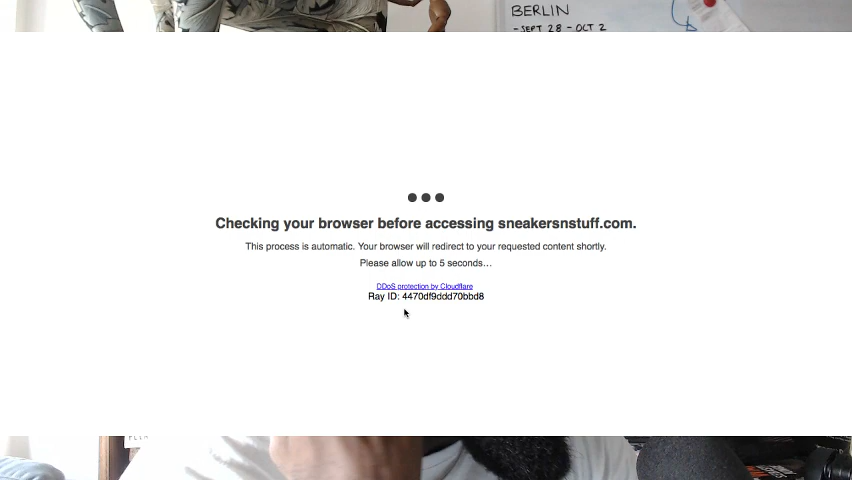 BERLIN
- SEPT 28 - OCT 2
Checking your browser before accessing sneakersnstuff.com.
This process is automatic. Your browser will redirect to your requested content shortly.
Please allow up to 5 seconds...
DDoS protection by Cloudflare
Ray ID: 4470df9ddd70bbd8